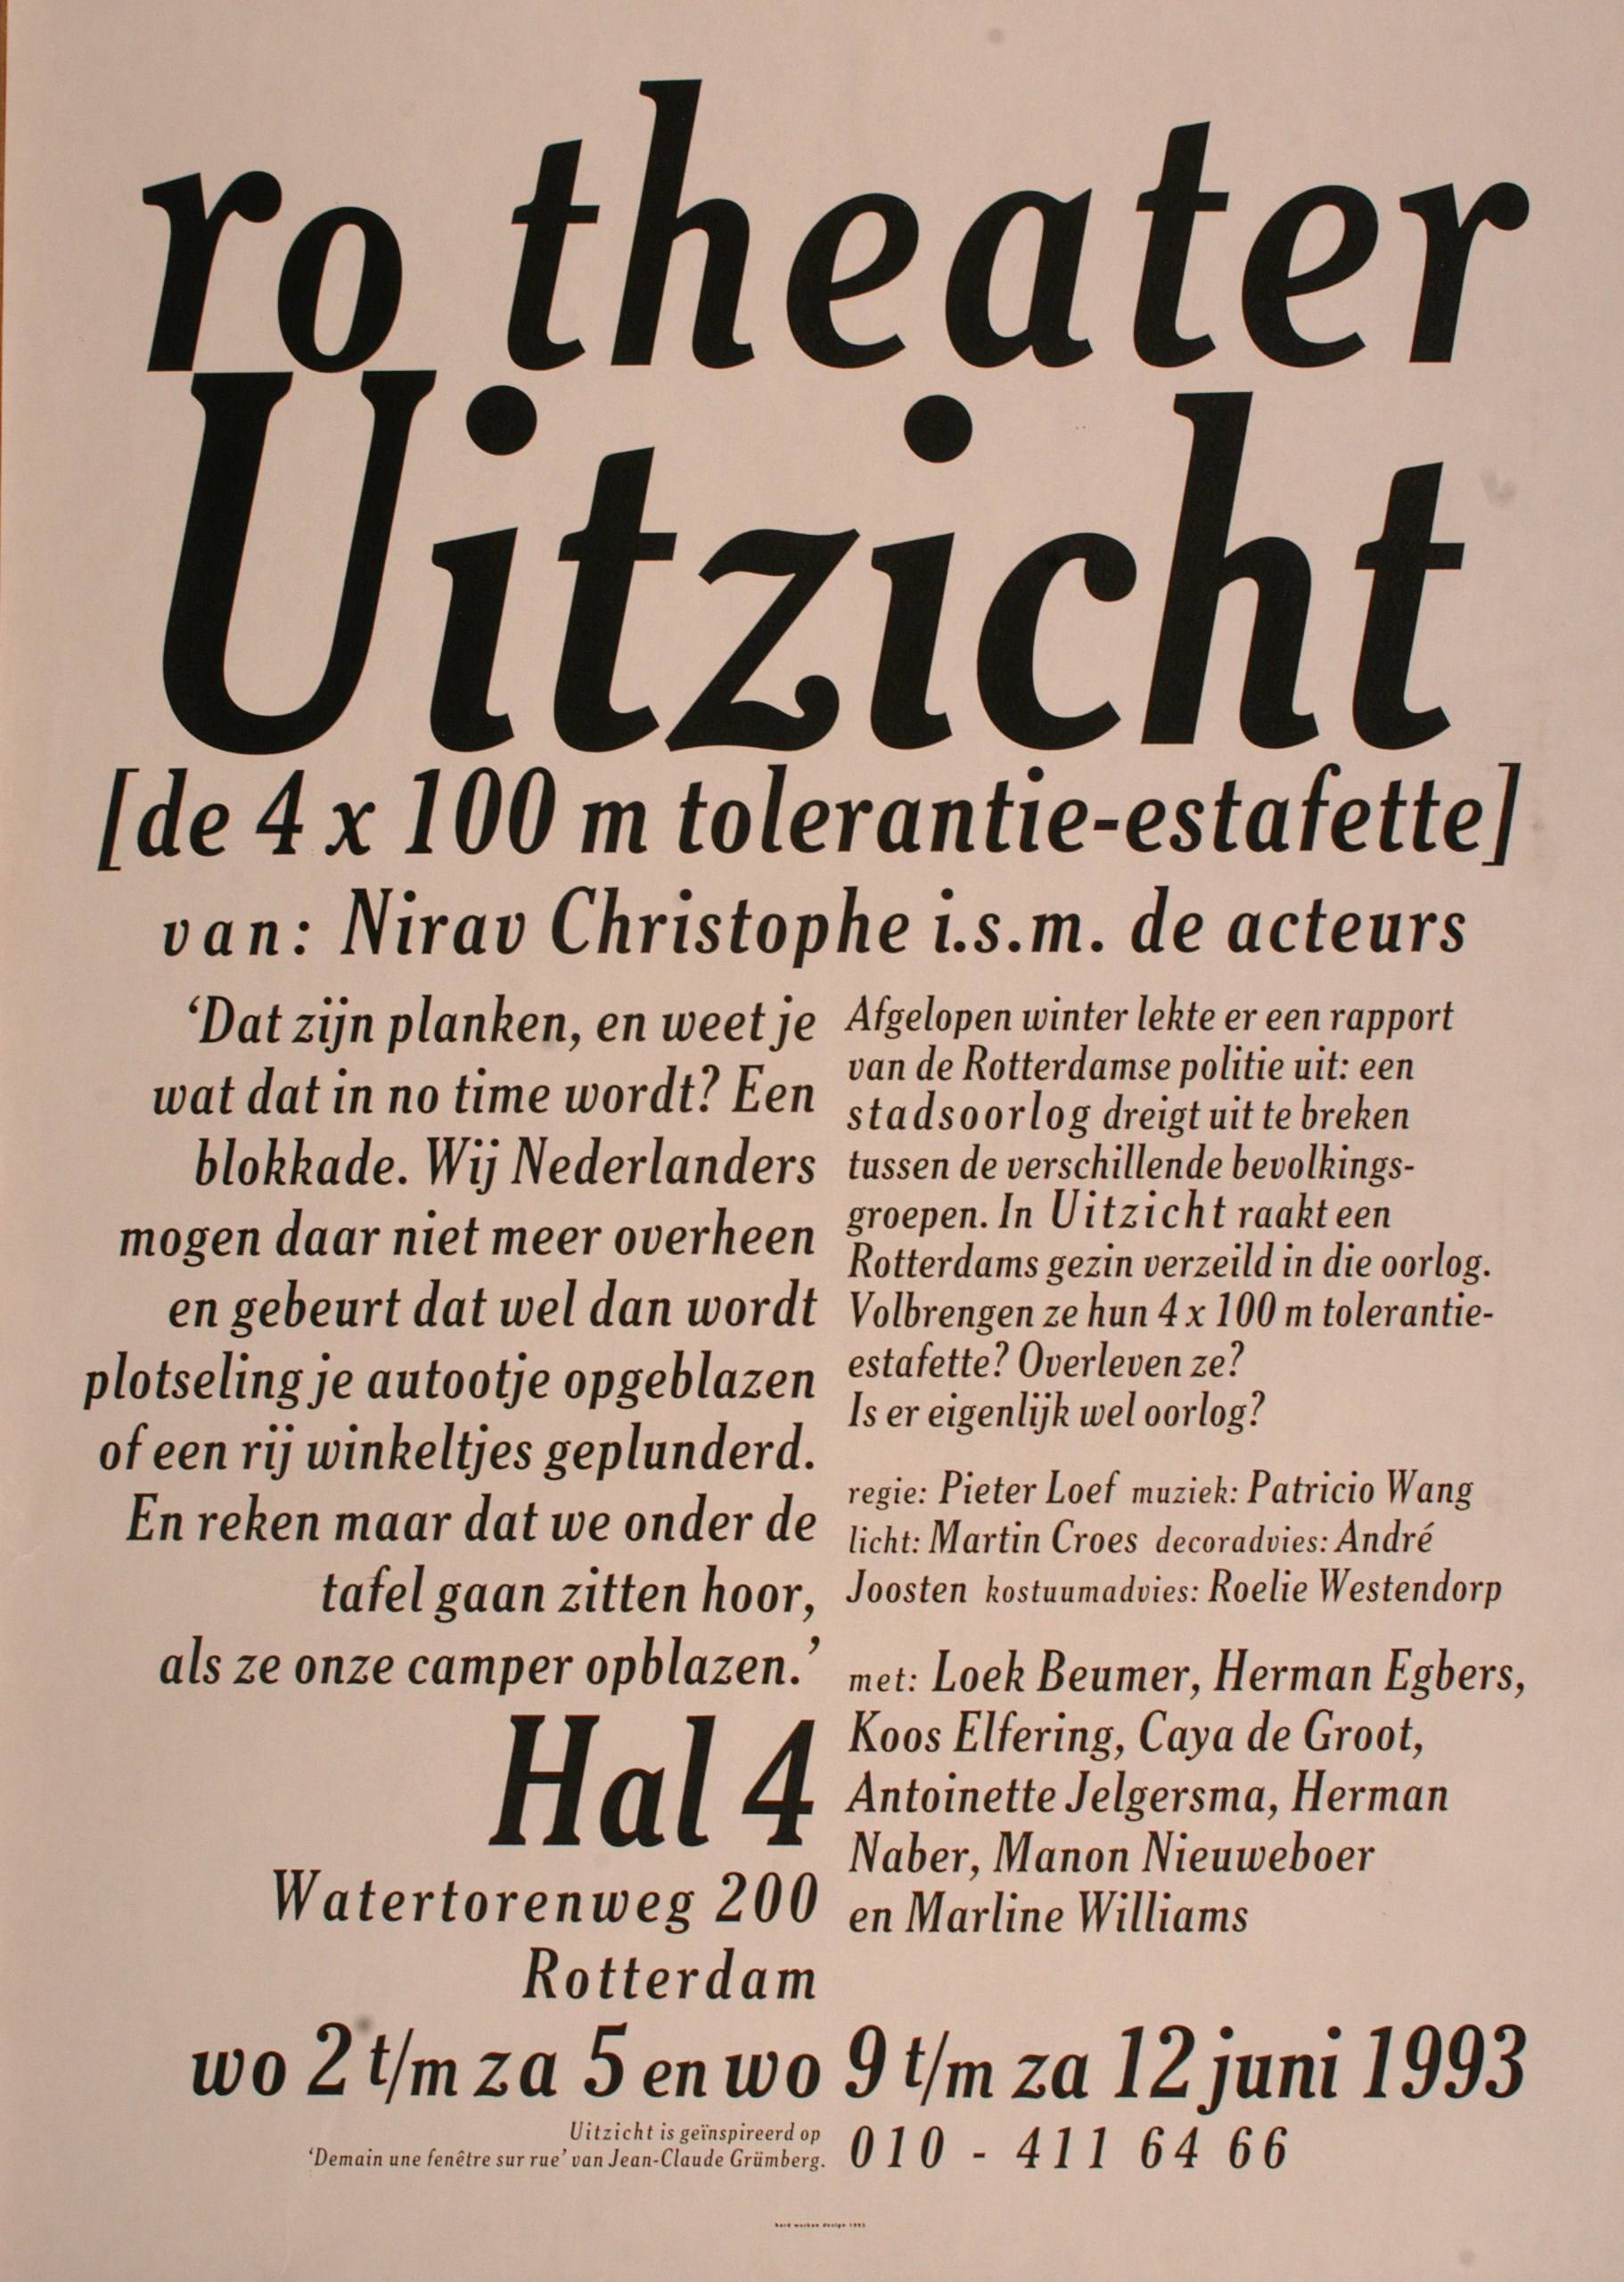 ro theater
Uitzicht
[de 4 x 100 m tolerantie-estafette]
van: Nirav Christophe i.s.m. de acteurs
‘Dat zijn planken, en weet je
wat dat in no time wordt? Een
blokkade. Wij Nederlanders
mogen daar niet meer overheen
en gebeurt dat wel dan wordt
plotseling je autootje opgeblazen
of een rij winkeltjes geplunderd.
En reken maar dat we onder de
tafel gaan zitten hoor,
als ze onze camper opblazen.’
Hal 4
Watertorenweg 200
Rotterdam
Afgelopen winter lekte er een rapport
van de Rotterdamse politie uit: een
stadsoorlog dreigt uit te breken
tussen de verschillende bevolkings-
groepen. In Uitzicht raakt een
Rotterdams gezin verzeild in die oorlog.
Volbrengen ze hun 4 x 100 m tolerantie-
estafette? Overleven ze?
Is er eigenlijk wel oorlog?
regie: Pieter Loef muziek: Patricio Wang
licht: Martin Croes decoradvies: André
Joosten kostuumadvies: Roelie Westendorp
met: Loek Beumer, Herman Egbers,
Koos Elfering, Caya de Groot,
Antoinette Jelgersma, Herman
Naber, Manon Nieuweboer
en Marline Williams
wo 2 t/m za 5 en wo 9 t/m za 12 juni 1993
Uitzicht is geïnspireerd op
‘Demain une fenêtre sur rue’ van Jean-Claude Grümberg.
010 - 411 64 66
hard werken design 1993